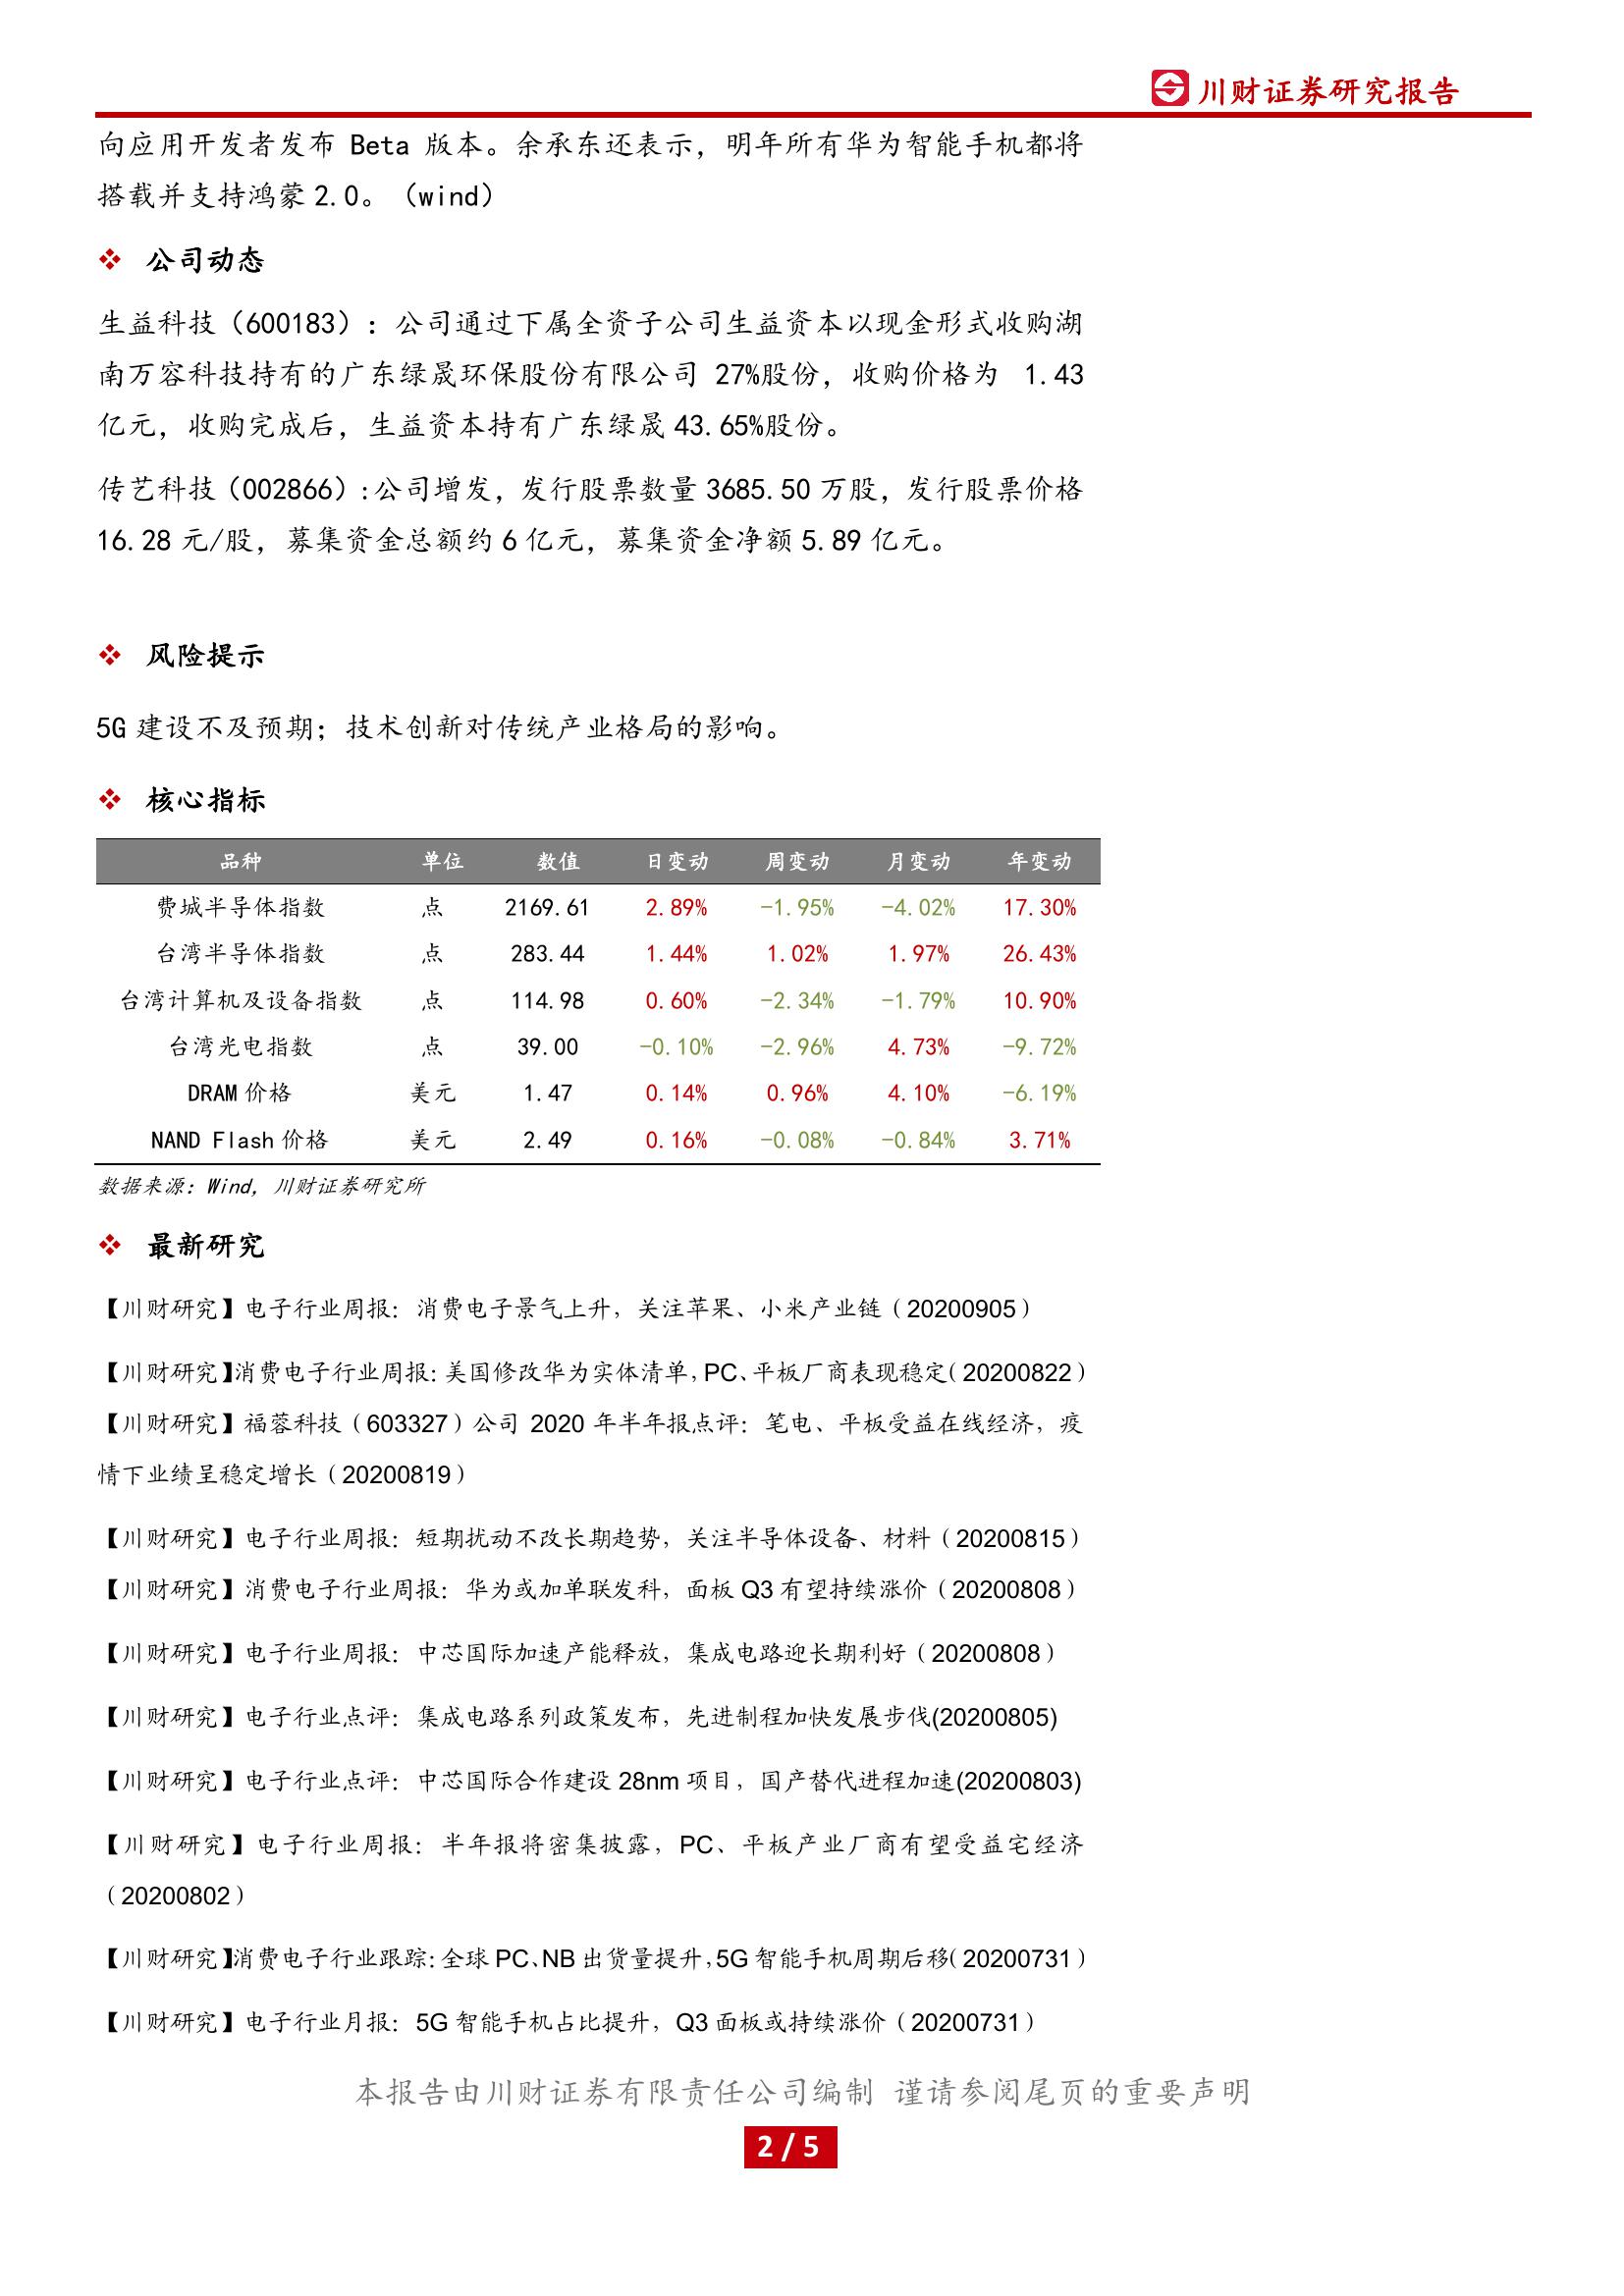 川财证券研究报告
向应用开发者发布 Beta 版本。余承东还表示，明年所有华为智能手机都将
搭载并支持鸿蒙 2.0。（wind）
公司动态
生益科技（600183）：公司通过下属全资子公司生益资本以现金形式收购湖
南万容科技持有的广东绿晟环保股份有限公司 27%股份，收购价格为 1.43
亿元，收购完成后，生益资本持有广东绿晟 43.65%股份。
传艺科技（002866）:公司增发，发行股票数量 3685.50 万股，发行股票价格
16.28 元/股，募集资金总额约 6 亿元，募集资金净额 5.89 亿元。
风险提示
5G 建设不及预期；技术创新对传统产业格局的影响。
核心指标
品种 单位 数值 日变动 周变动 月变动 年变动
费城半导体指数 点 2169.61 2.89% -1.95% -4.02% 17.30%
台湾半导体指数 点 283.44 1.44% 1.02% 1.97% 26.43%
台湾计算机及设备指数 点 114.98 0.60% -2.34% -1.79% 10.90%
台湾光电指数 点 39.00 -0.10% -2.96% 4.73% -9.72%
DRAM 价格 美元 1.47 0.14% 0.96% 4.10% -6.19%
NAND Flash 价格 美元 2.49 0.16% -0.08% -0.84% 3.71%
数据来源：Wind，川财证券研究所
最新研究
【川财研究】电子行业周报：消费电子景气上升，关注苹果、小米产业链（20200905）
【川财研究】消费电子行业周报：美国修改华为实体清单，PC、平板厂商表现稳定（20200822）
【川财研究】福蓉科技（603327）公司 2020 年半年报点评：笔电、平板受益在线经济，疫
情下业绩呈稳定增长（20200819）
【川财研究】电子行业周报：短期扰动不改长期趋势，关注半导体设备、材料（20200815）
【川财研究】消费电子行业周报：华为或加单联发科，面板 Q3 有望持续涨价（20200808）
【川财研究】电子行业周报：中芯国际加速产能释放，集成电路迎长期利好（20200808）
【川财研究】电子行业点评：集成电路系列政策发布，先进制程加快发展步伐(20200805)
【川财研究】电子行业点评：中芯国际合作建设 28nm 项目，国产替代进程加速(20200803)
【川财研究】电子行业周报：半年报将密集披露，PC、平板产业厂商有望受益宅经济
（20200802）
【川财研究】消费电子行业跟踪：全球 PC、NB 出货量提升，5G 智能手机周期后移（20200731）
【川财研究】电子行业月报：5G 智能手机占比提升，Q3 面板或持续涨价（20200731）
本报告由川财证券有限责任公司编制 谨请参阅尾页的重要声明
2 / 5